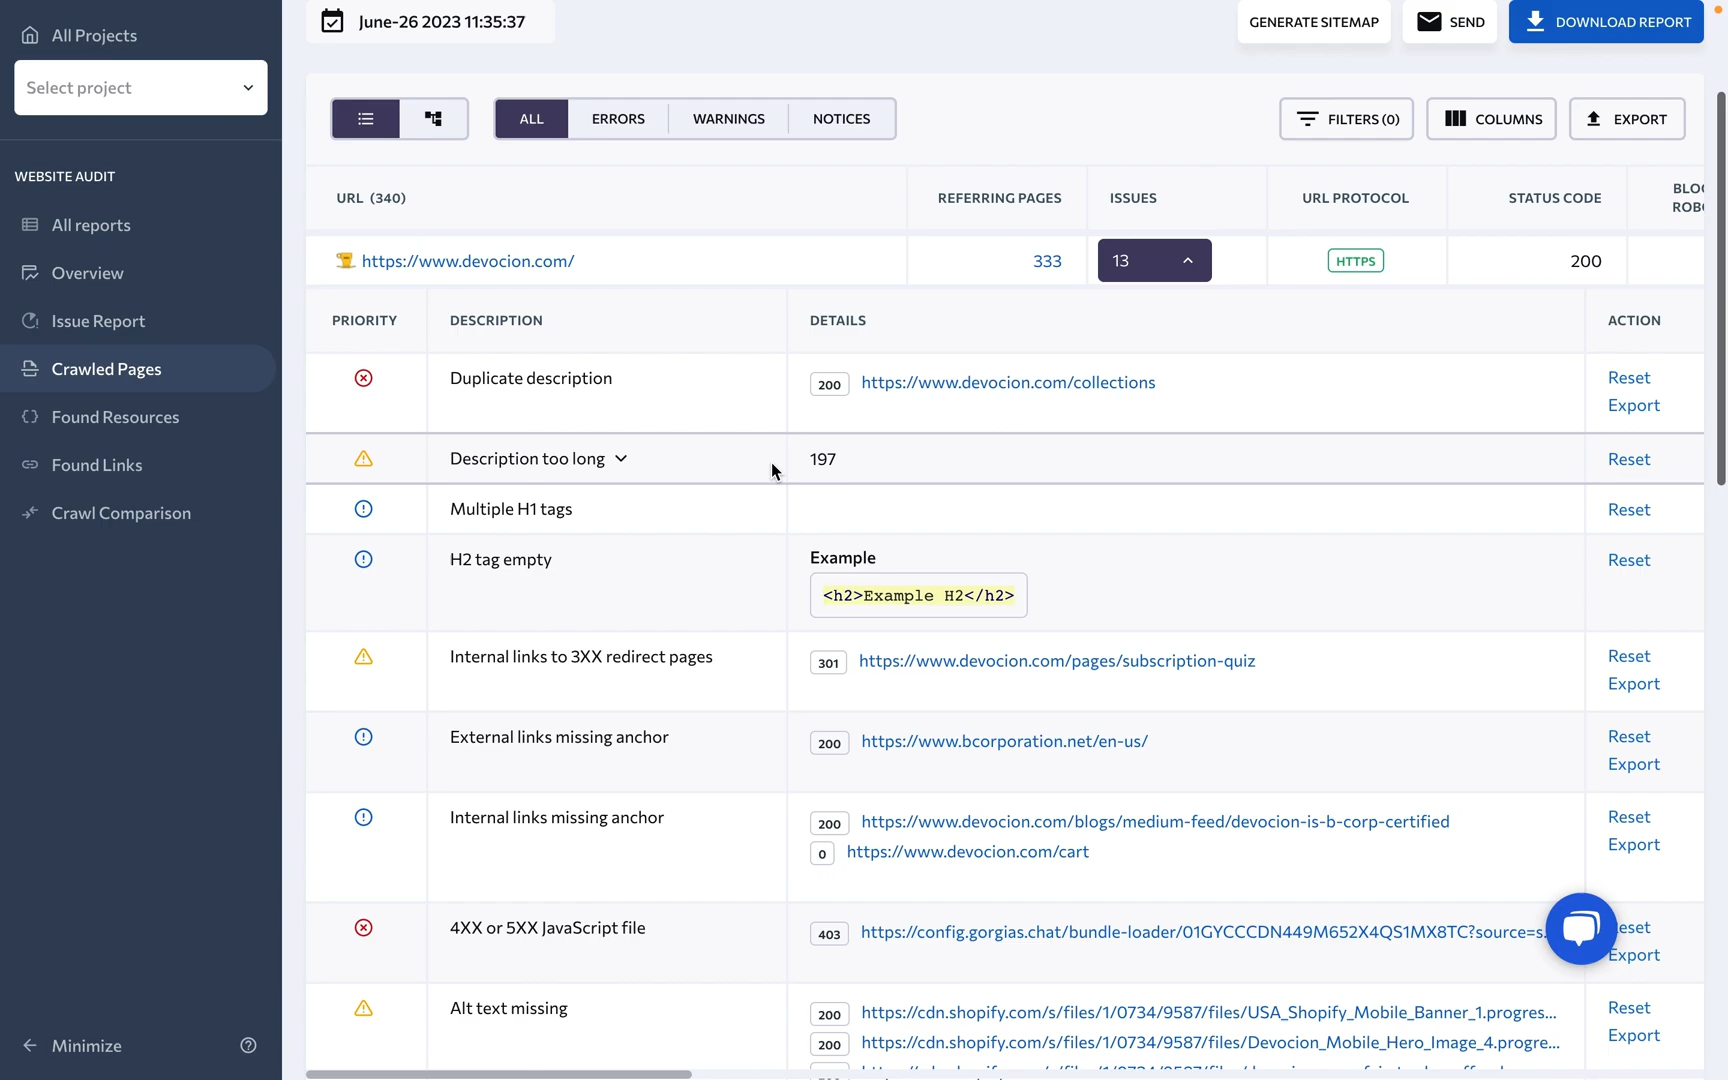 All Projects
Select project
WEBSITE AUDIT
All reports
Overview
Issue Report
Crawled Pages
Found Resources
Found Links
Crawl Comparison
Minimize
June-26 2023 11:35:37
GENERATE SITEMAP
SEND
DOWNLOAD REPORT
ALL
ERRORS
WARNINGS
NOTICES
FILTERS (0)
COLUMNS
EXPORT
URL (340)
REFERRING PAGES
ISSUES
URL PROTOCOL
STATUS CODE
https://www.devocion.com/
333
13
HTTPS
200
PRIORITY
DESCRIPTION
DETAILS
ACTION
Duplicate description
200 https://www.devocion.com/collections
Reset
Export
Description too long
197
Reset
Multiple H1 tags
Reset
H2 tag empty
Example
<h2>Example H2</h2>
Reset
Internal links to 3XX redirect pages
301 https://www.devocion.com/pages/subscription-quiz
Reset
Export
External links missing anchor
200 https://www.bcorporation.net/en-us/
Reset
Export
Internal links missing anchor
200 https://www.devocion.com/blogs/medium-feed/devocion-is-b-corp-certified
0 https://www.devocion.com/cart
Reset
Export
4XX or 5XX JavaScript file
403 https://config.gorgias.chat/bundle-loader/01GYCCCDN449M652X4QS1MX8TC?source=s.
eset
Export
Alt text missing
200 https://cdn.shopify.com/s/files/1/0734/9587/files/USA_Shopify_Mobile_Banner_1.progres...
200 https://cdn.shopify.com/s/files/1/0734/9587/files/Devocion_Mobile_Hero_Image_4.progre...
Reset
Export